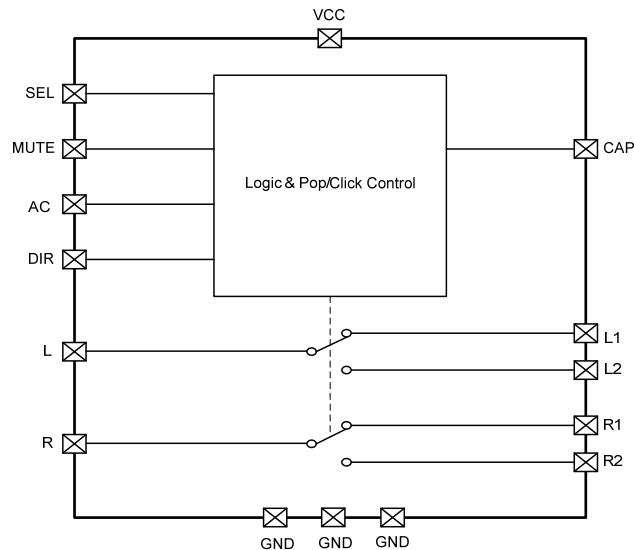 VCC
SEL
MUTE
CAP
Logic & Pop/Click Control
AC
DIR
L1
L
L2
R1
R
R2
GND
GND
GND